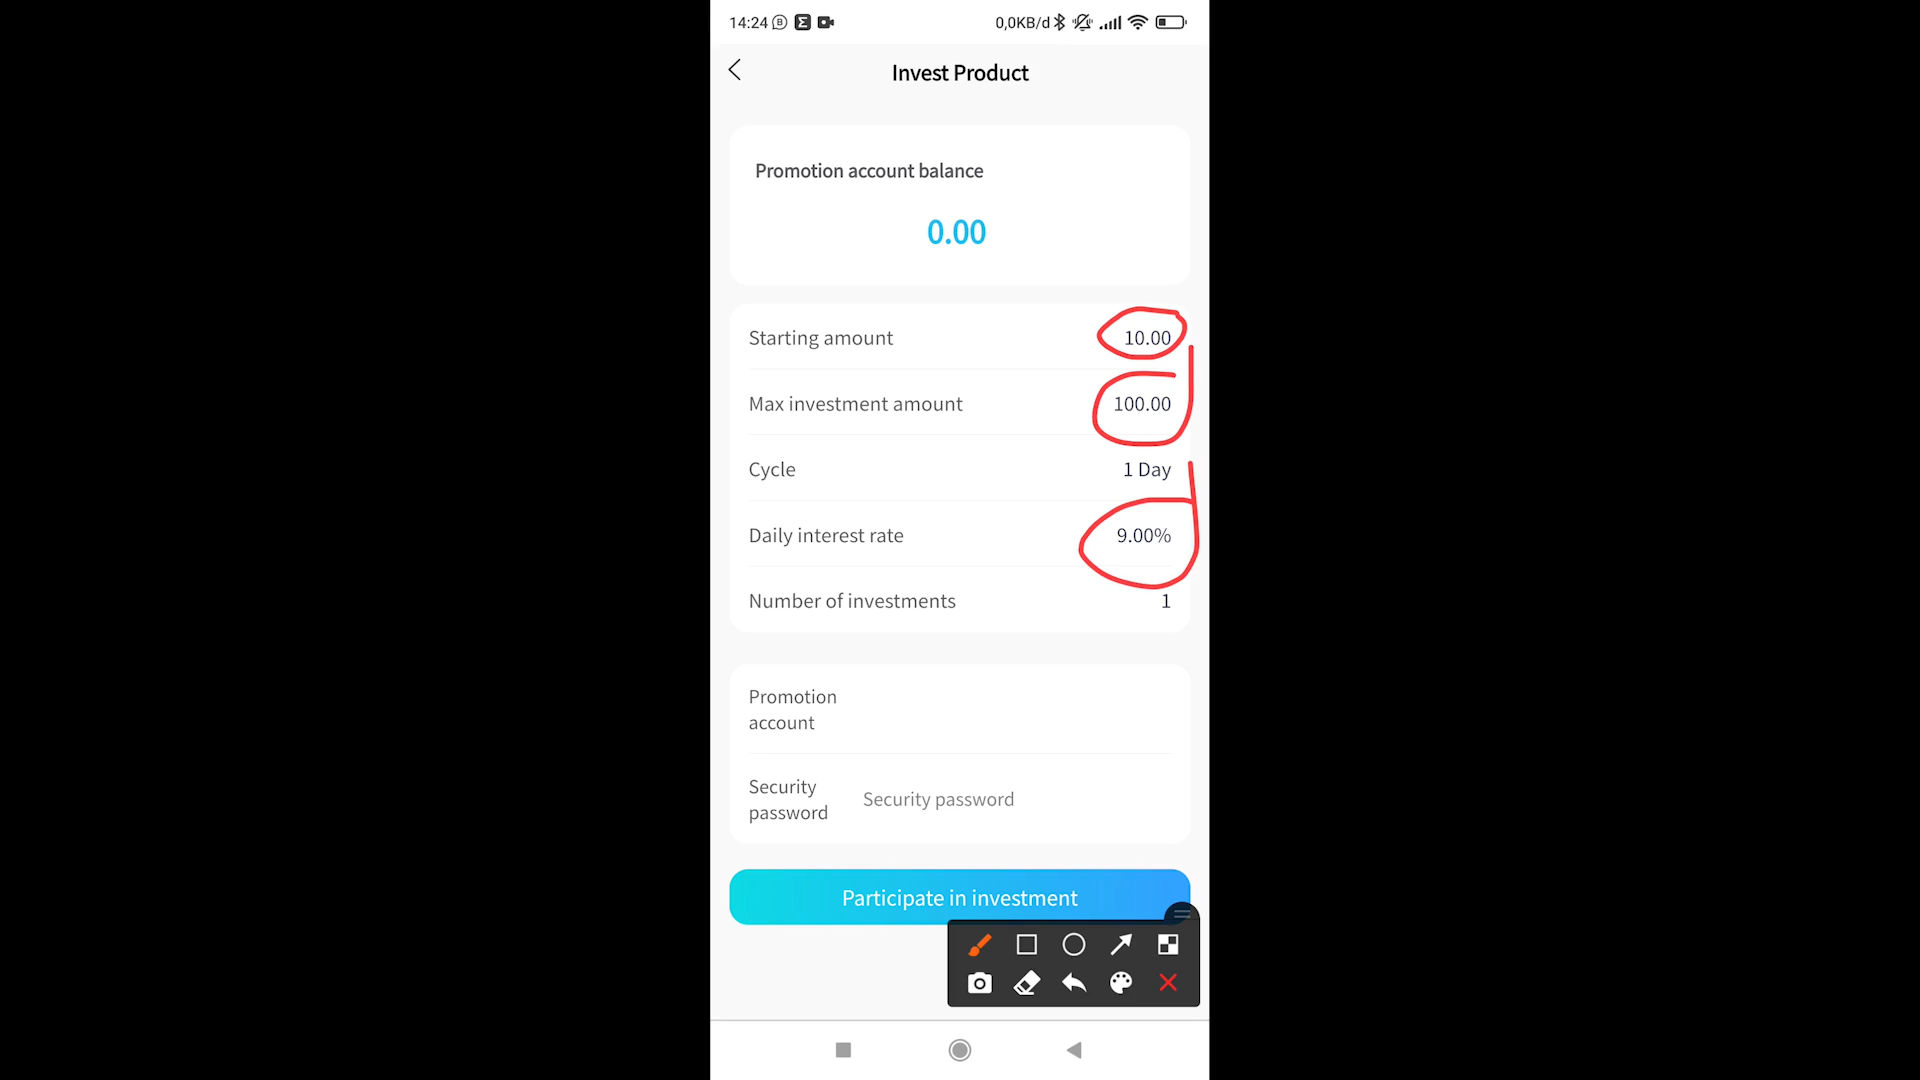 14:24
0,0KB/d
Invest Product
Promotion account balance
0.00
Starting amount 10.00
Max investment amount 100.00
Cycle 1 Day
Daily interest rate 9.00%
Number of investments 1
Promotion
account
Security
password
Security password
Participate in investment